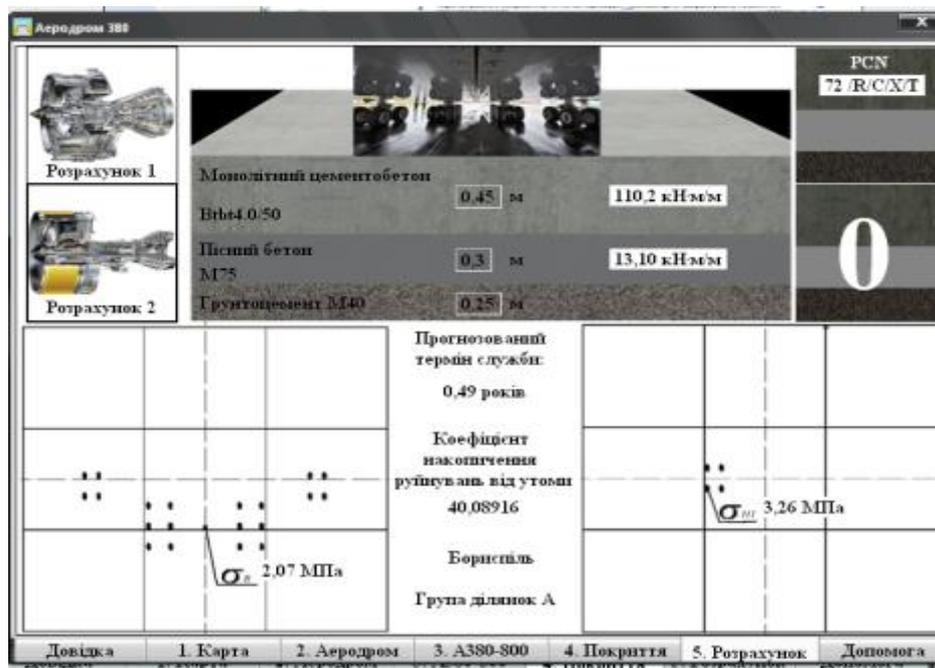 Аеродром 380
Розрахунок 1
Розрахунок 2
Монолітний цементобетон
0,45 м
110,2 кН·м/м
Btbt4.0/50
Пісний бетон
0,3 м
13,10 кН·м/м
М75
Грунтоцемент М40
0,25 м
PCN
72 /R/C/X/T
0
Прогнозований
термін служби:
0,49 років
Коефіцієнт
накопичення
руйнувань від утоми
40,08916
Бориспіль
Група ділянок А
2,07 МПа
3,26 МПа
Довідка
1. Карта
2. Аеродром
3. А380-800
4. Покриття
5. Розрахунок
Допомога